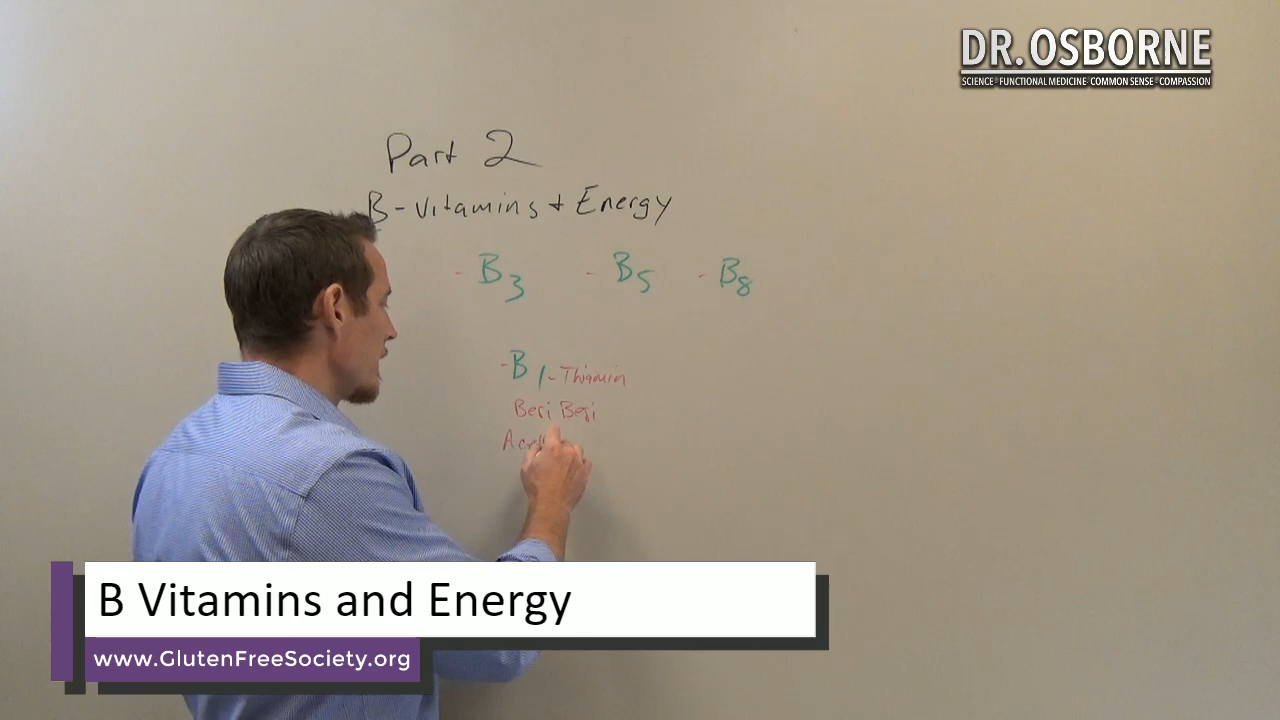 DR. OSBORNE
SCIENCE · FUNCTIONAL MEDICINE · COMMON SENSE · COMPASSION
Part 2
B-vitamins + Energy
- B3 - B5 - B8
- B1 - Thiamin
Beri Beri
B Vitamins and Energy
www.GlutenFreeSociety.org